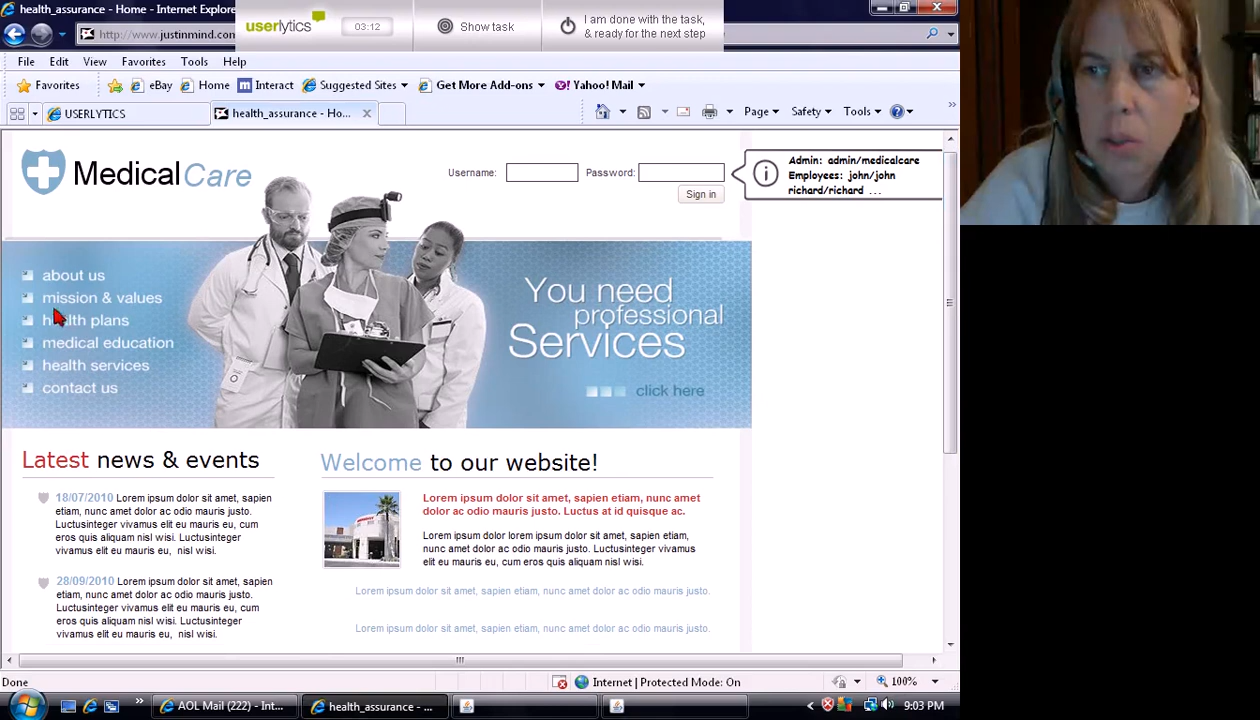 health_assurance - Home - Internet Explore
userlytics
03:12
Show task
I am done with the task,
& ready for the next step
http://www.justinmind.con
File Edit View Favorites Tools Help
Favorites eBay Home Interact Suggested Sites Get More Add-ons Yahoo! Mail
USERLYTICS health_assurance - Ho... Page Safety Tools
MedicalCare
Username: Password:
Sign in
Admin: admin/medicalcare
Employees: john/john
richard/richard ...
about us
mission & values
health plans
medical education
health services
contact us
You need
professional
Services
click here
Latest news & events
18/07/2010 Lorem ipsum dolor sit amet, sapien
etiam, nunc amet dolor ac odio mauris justo.
Luctusinteger vivamus elit eu mauris eu, cum
eros quis aliquam nisl wisi. Luctusinteger
vivamus elit eu mauris eu, nisl wisi.
28/09/2010 Lorem ipsum dolor sit amet, sapien
etiam, nunc amet dolor ac odio mauris justo.
Luctusinteger vivamus elit eu mauris eu, cum
eros quis aliquam nisl wisi. Luctusinteger
vivamus elit eu mauris eu, nisl wisi.
Welcome to our website!
Lorem ipsum dolor sit amet, sapien etiam, nunc amet
dolor ac odio mauris justo. Luctus at id quisque ac.
Lorem ipsum dolor lorem ipsum dolor sit amet, sapien etiam,
nunc amet dolor ac odio mauris justo. Luctusinteger vivamus
elit eu mauris eu, cum eros quis aliquam nisl wisi.
Lorem ipsum dolor sit amet, sapien etiam, nunc amet dolor ac odio mauris justo.
Lorem ipsum dolor sit amet, sapien etiam, nunc amet dolor ac odio mauris justo.
Done Internet | Protected Mode: On 100%
AOL Mail (222) - Int... health_assurance - ... 9:03 PM